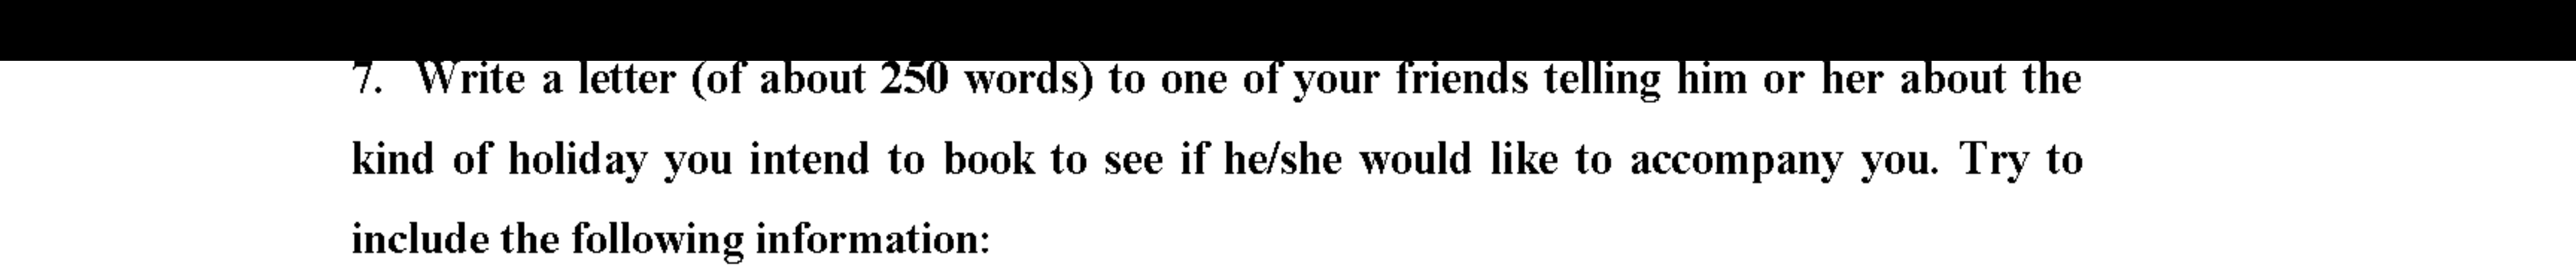 7. Write a letter (of about 250 words) to one of your friends telling him or her about the
kind of holiday you intend to book to see if he/she would like to accompany you. Try to
include the following information: